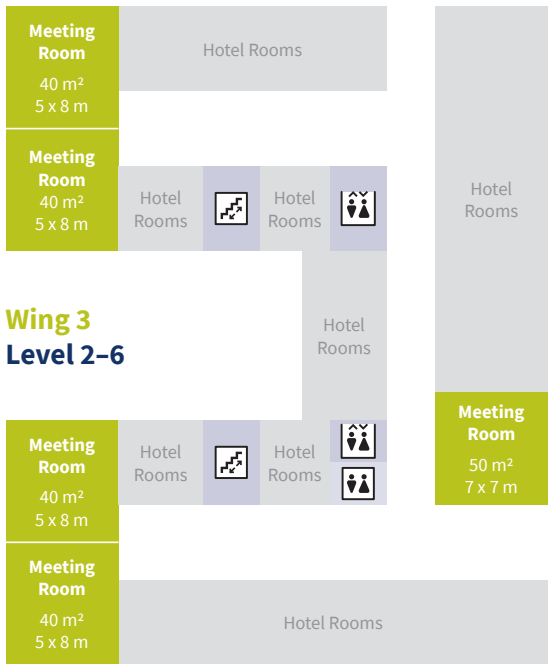 Meeting
Room
40 m²
5 x 8 m
Hotel Rooms
Meeting
Room
40 m²
5 x 8 m
Hotel
Rooms
Hotel
Rooms
Hotel
Rooms
Wing 3
Level 2–6
Hotel
Rooms
Meeting
Room
50 m²
7 x 7 m
Meeting
Room
40 m²
5 x 8 m
Hotel
Rooms
Hotel
Rooms
Meeting
Room
40 m²
5 x 8 m
Hotel Rooms